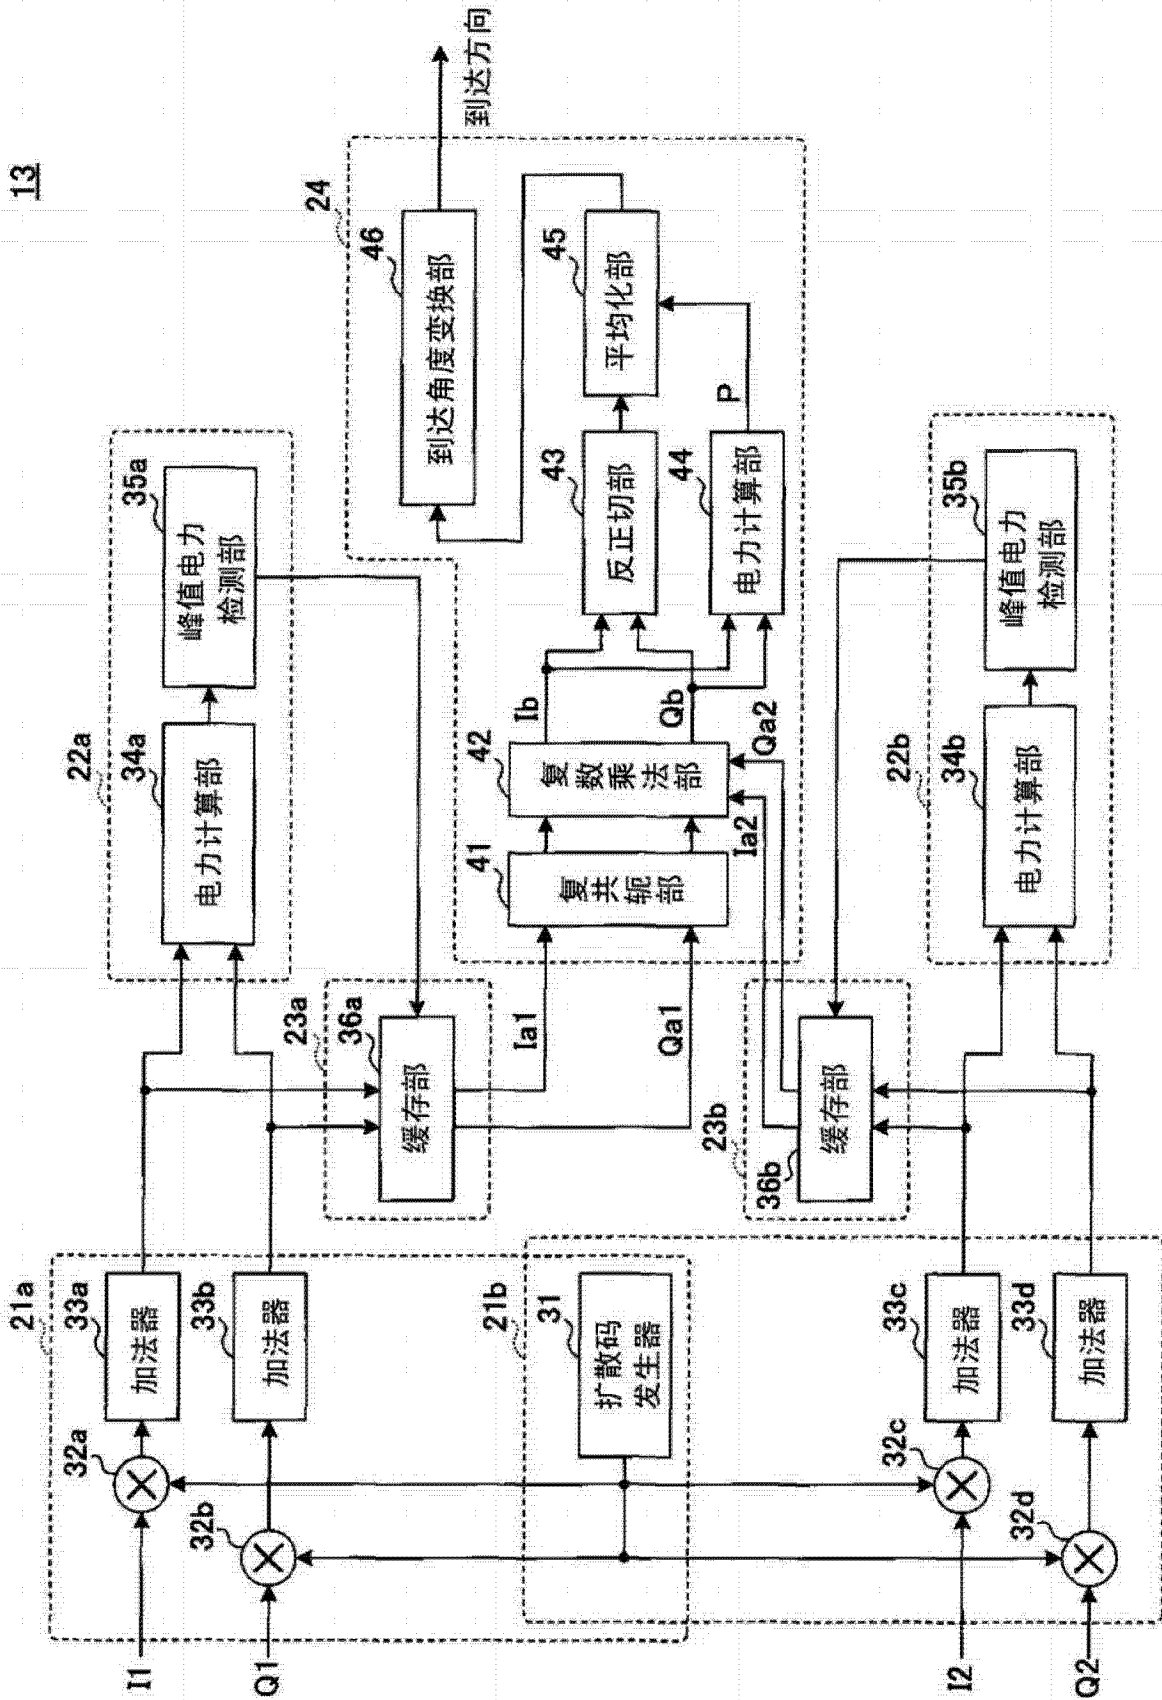 13
21a
22a
I1
32a
33a
加法器
34a
电力计算部
35a
峰值电力
检测部
Q1
32b
33b
加法器
23a
36a
缓存部
24
46
到达角度变换部
到达方向
Ia1
Qa1
41
复共轭部
42
复数乘法部
Ib
Qb
43
反正切部
45
平均化部
44
电力计算部
P
Ia2
Qa2
21b
31
扩散码
发生器
23b
36b
缓存部
22b
I2
32c
33c
加法器
34b
电力计算部
35b
峰值电力
检测部
Q2
32d
33d
加法器